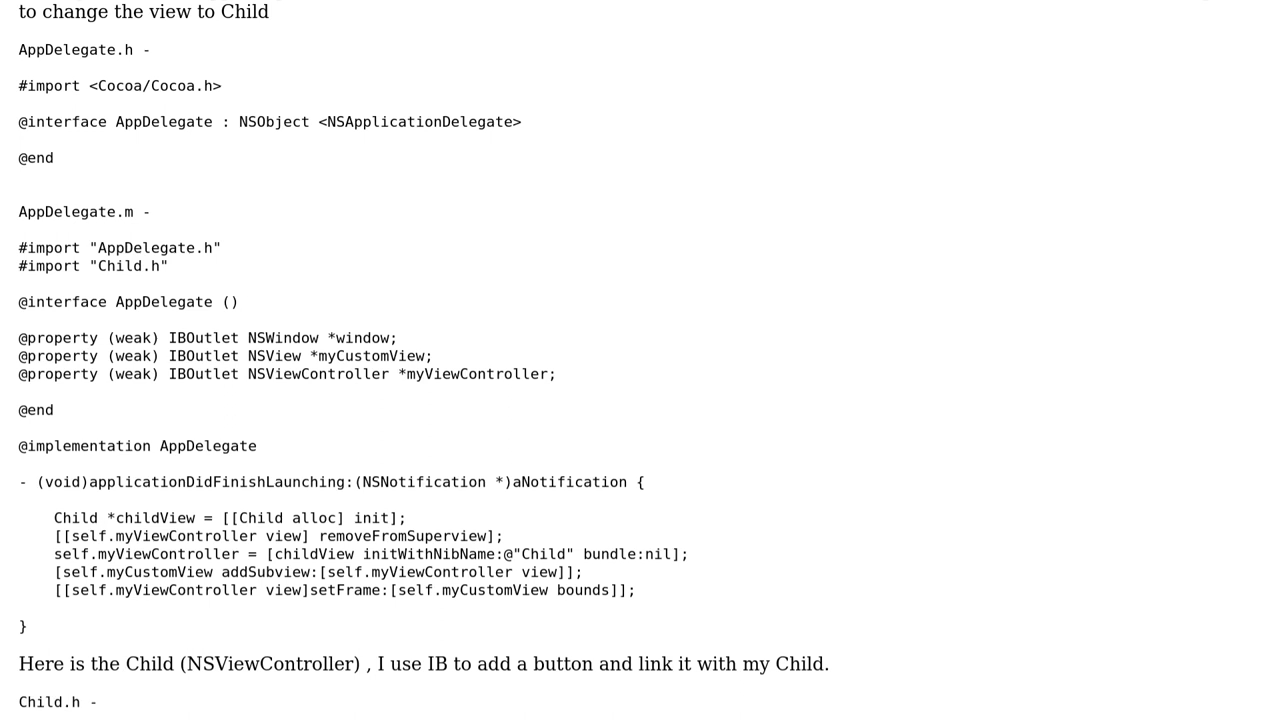 to change the view to Child
AppDelegate.h -
#import <Cocoa/Cocoa.h>
@interface AppDelegate : NSObject <NSApplicationDelegate>
@end
AppDelegate.m -
#import "AppDelegate.h"
#import "Child.h"
@interface AppDelegate ()
@property (weak) IBOutlet NSWindow *window;
@property (weak) IBOutlet NSView *myCustomView;
@property (weak) IBOutlet NSViewController *myViewController;
@end
@implementation AppDelegate
- (void)applicationDidFinishLaunching:(NSNotification *)aNotification {
    Child *childView = [[Child alloc] init];
    [[self.myViewController view] removeFromSuperview];
    self.myViewController = [childView initWithNibName:@"Child" bundle:nil];
    [self.myCustomView addSubview:[self.myViewController view]];
    [[self.myViewController view]setFrame:[self.myCustomView bounds]];
}
Here is the Child (NSViewController) , I use IB to add a button and link it with my Child.
Child.h -